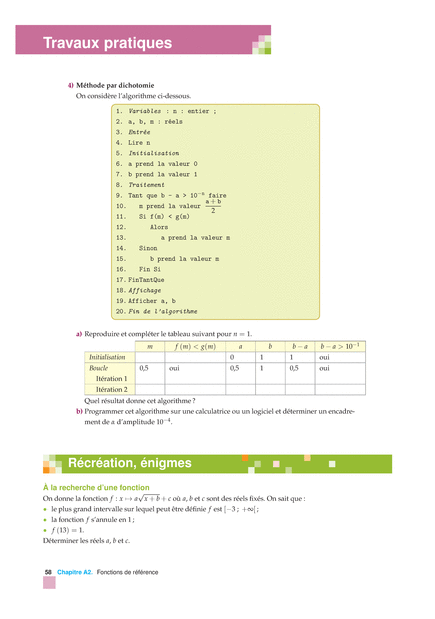 Travaux pratiques
4) Méthode par dichotomie
On considère l'algorithme ci-dessous.
1. Variables : n : entier ;
2. a, b, m : réels
3. Entrée
4. Lire n
5. Initialisation
6. a prend la valeur 0
7. b prend la valeur 1
8. Traitement
9. Tant que b - a > 10⁻ⁿ faire
10. m prend la valeur (a + b)/2
11. Si f(m) < g(m)
12. Alors
13. a prend la valeur m
14. Sinon
15. b prend la valeur m
16. Fin Si
17. FinTantQue
18. Affichage
19. Afficher a, b
20. Fin de l'algorithme
a) Reproduire et compléter le tableau suivant pour n = 1.
m f(m) < g(m) a b b − a b − a > 10⁻¹
Initialisation 0 1 1 oui
Boucle 0,5 oui 0,5 1 0,5 oui
Itération 1
Itération 2
Quel résultat donne cet algorithme ?
b) Programmer cet algorithme sur une calculatrice ou un logiciel et déterminer un encadre-
ment de α d'amplitude 10⁻⁴.
Récréation, énigmes
À la recherche d'une fonction
On donne la fonction f : x ↦ a√(x + b) + c où a, b et c sont des réels fixés. On sait que :
• le plus grand intervalle sur lequel peut être définie f est [−3 ; +∞[ ;
• la fonction f s'annule en 1 ;
• f(13) = 1.
Déterminer les réels a, b et c.
58 Chapitre A2. Fonctions de référence